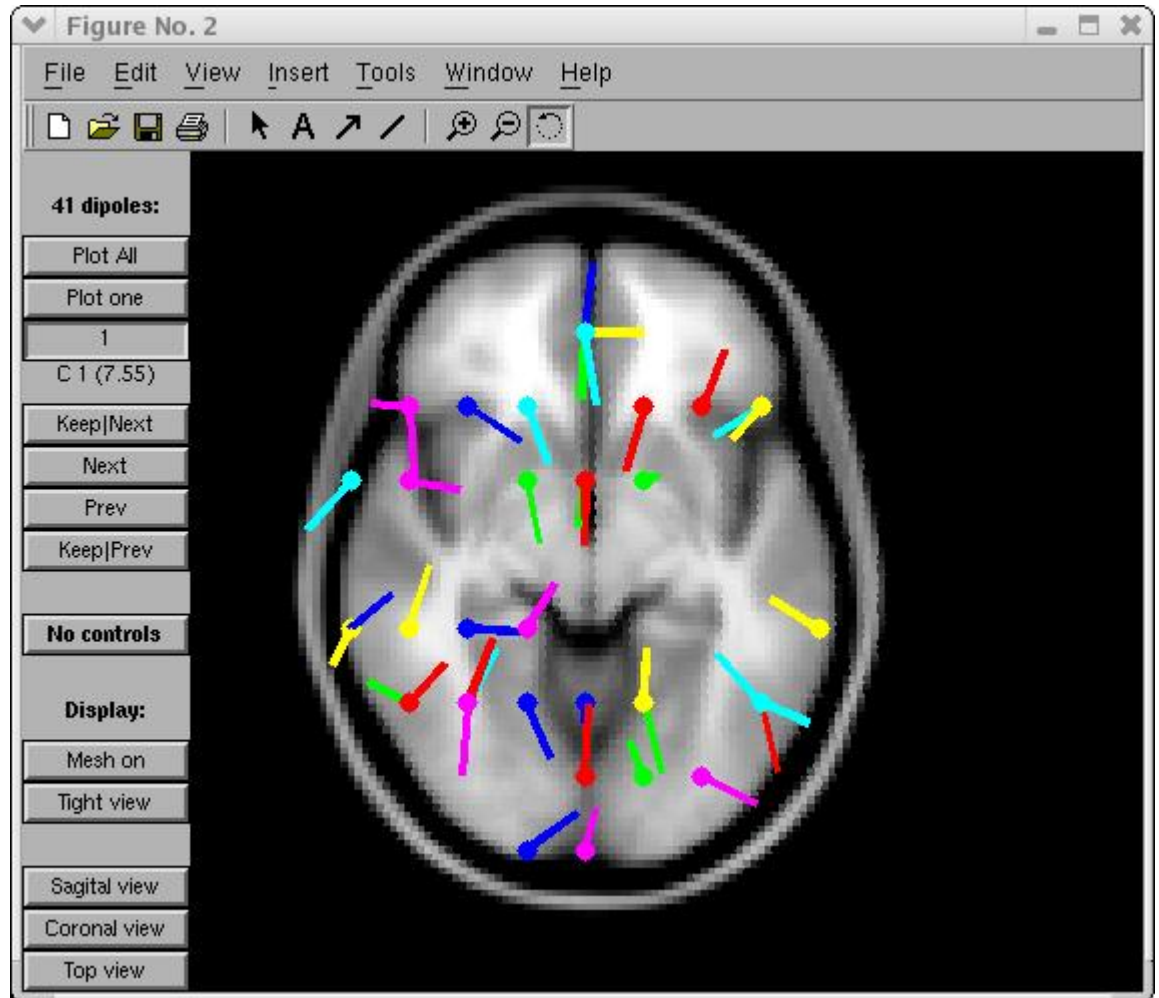 Figure No. 2
File Edit View Insert Tools Window Help
A
41 dipoles:
Plot All
Plot one
1
C 1 (7.55)
Keep|Next
Next
Prev
Keep|Prev
No controls
Display:
Mesh on
Tight view
Sagital view
Coronal view
Top view